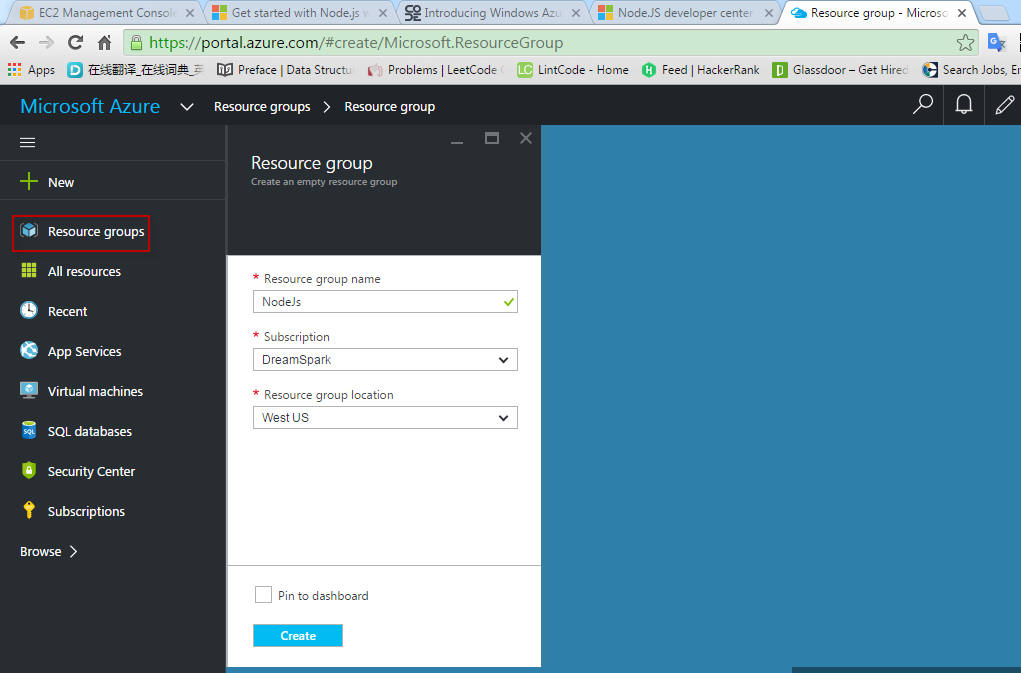 EC2 Management Console
Get started with Node.js w
Introducing Windows Azu
Node.JS developer center
Resource group - Microso
https://portal.azure.com/#create/Microsoft.ResourceGroup
Apps
在线翻译_在线词典_英
Preface | Data Structu
Problems | LeetCode
LintCode - Home
Feed | HackerRank
Glassdoor – Get Hired
Search Jobs, En
Microsoft Azure
Resource groups > Resource group
New
Resource groups
All resources
Recent
App Services
Virtual machines
SQL databases
Security Center
Subscriptions
Browse >
Resource group
Create an empty resource group
* Resource group name
NodeJs
* Subscription
DreamSpark
* Resource group location
West US
Pin to dashboard
Create